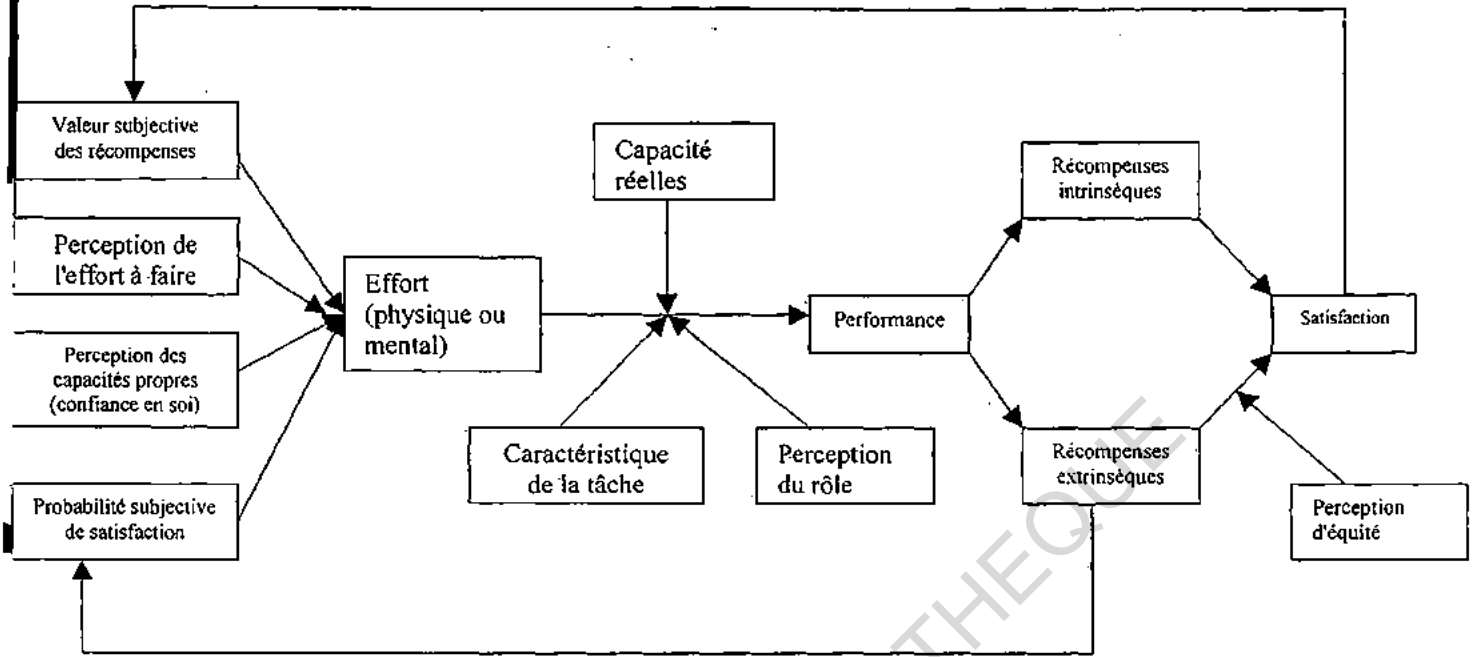 Valeur subjective
des récompenses
Perception de
l'effort à faire
Perception des
capacités propres
(confiance en soi)
Probabilité subjective
de satisfaction
Effort
(physique ou
mental)
Capacité
réelles
Caractéristique
de la tâche
Perception
du rôle
Performance
Récompenses
intrinsèques
Récompenses
extrinsèques
Satisfaction
Perception
d'équité
THEQUE